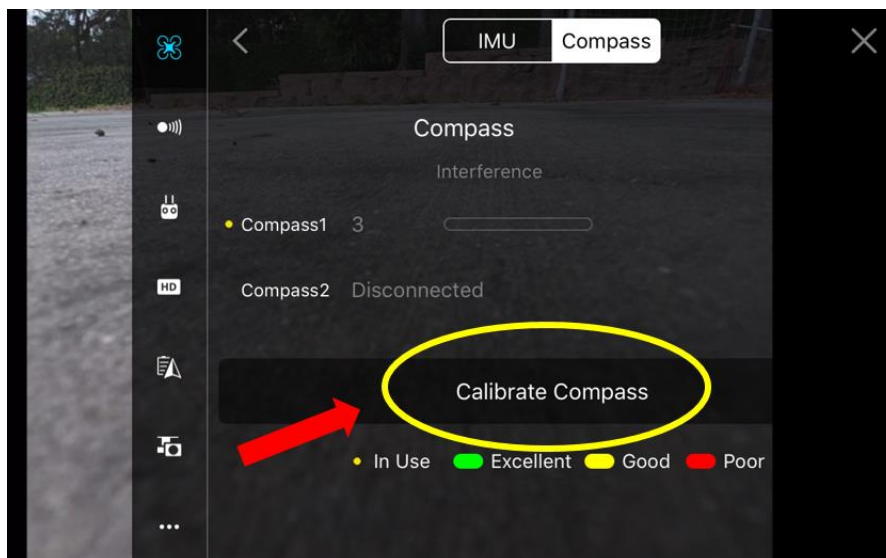 IMU Compass
Compass
Interference
Compass1 3
HD
Compass2 Disconnected
Calibrate Compass
In Use Excellent Good Poor